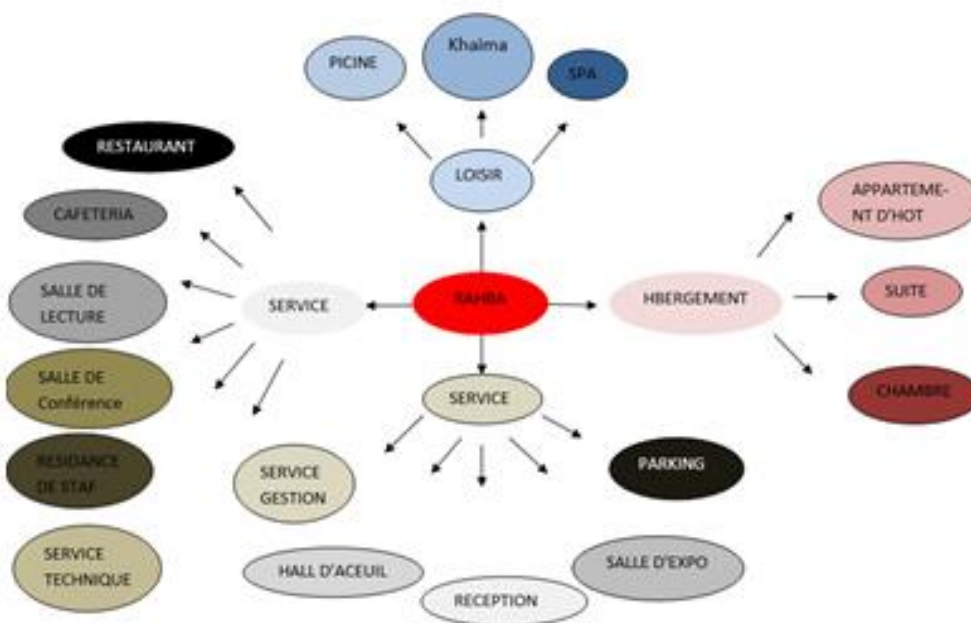 PICINE
Khaima
SPA
RESTAURANT
LOISIR
CAFETERIA
APPARTEME-
NT D'HOT
SALLE DE
LECTURE
SERVICE
RAHBA
HBERGEMENT
SUITE
SALLE DE
Conférence
SERVICE
CHAMBRE
RESIDANCE
DE STAF
SERVICE
GESTION
PARKING
SERVICE
TECHNIQUE
HALL D'ACEUIL
RECEPTION
SALLE D'EXPO